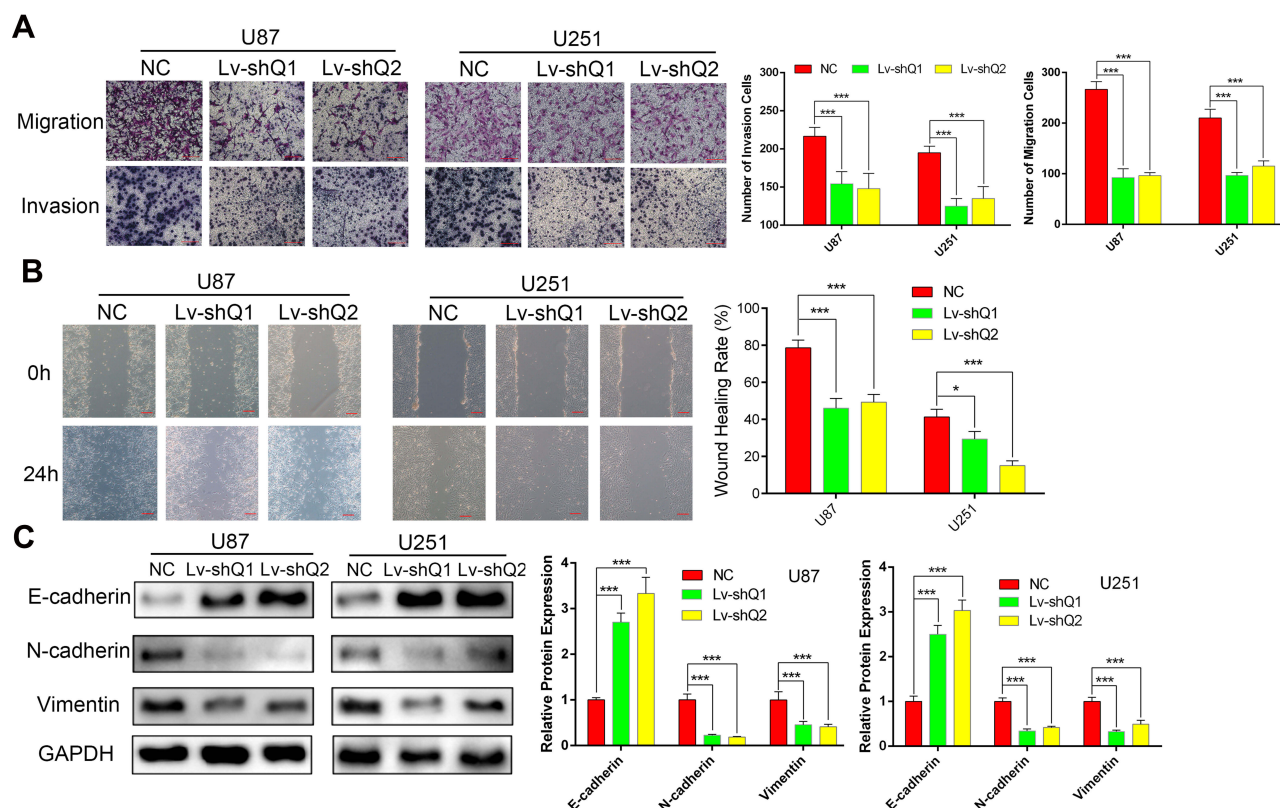 A
U87
U251
NC Lv-shQ1 Lv-shQ2
NC Lv-shQ1 Lv-shQ2
Migration
Invasion
NC Lv-shQ1 Lv-shQ2
Number of Invasion Cells
300
250
200
150
100
*** *** *** ***
U87 U251
Number of Migration Cells
300
200
100
0
*** *** *** ***
U87 U251
B
U87
U251
NC Lv-shQ1 Lv-shQ2
NC Lv-shQ1 Lv-shQ2
0h
24h
Wound Healing Rate (%)
100
80
60
40
20
0
NC
Lv-shQ1
Lv-shQ2
*** *** *** *
U87 U251
C
U87
U251
NC Lv-shQ1 Lv-shQ2
NC Lv-shQ1 Lv-shQ2
E-cadherin
N-cadherin
Vimentin
GAPDH
Relative Protein Expression
4
3
2
1
0
NC
Lv-shQ1
Lv-shQ2
U87
*** *** *** *** *** ***
E-cadherin N-cadherin Vimentin
Relative Protein Expression
4
3
2
1
0
NC
Lv-shQ1
Lv-shQ2
U251
*** *** *** *** *** ***
E-cadherin N-cadherin Vimentin